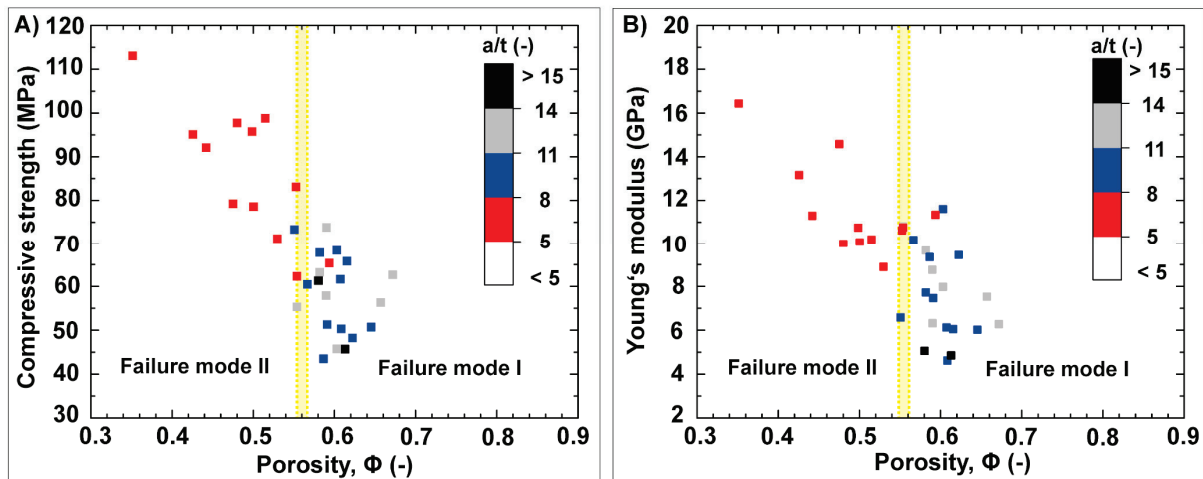 A)
Compressive strength (MPa)
120
110
100
90
80
70
60
50
40
30
a/t (-)
> 15
14
11
8
5
< 5
Failure mode II
Failure mode I
0.3 0.4 0.5 0.6 0.7 0.8 0.9
Porosity, Φ (-)
B)
Young‘s modulus (GPa)
20
18
16
14
12
10
8
6
4
2
a/t (-)
> 15
14
11
8
5
< 5
Failure mode II
Failure mode I
0.3 0.4 0.5 0.6 0.7 0.8 0.9
Porosity, Φ (-)